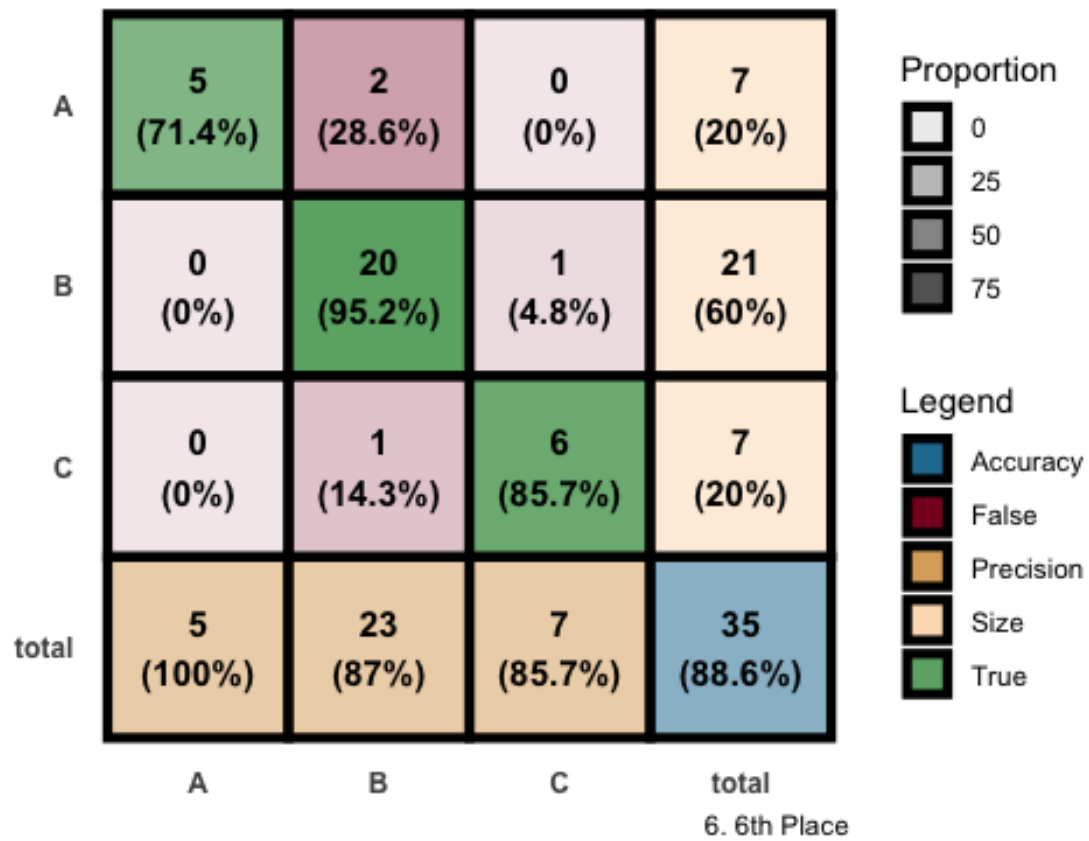 A
5
(71.4%)
2
(28.6%)
0
(0%)
7
(20%)
B
0
(0%)
20
(95.2%)
1
(4.8%)
21
(60%)
C
0
(0%)
1
(14.3%)
6
(85.7%)
7
(20%)
total
5
(100%)
23
(87%)
7
(85.7%)
35
(88.6%)
A
B
C
total
6. 6th Place
Proportion
0
25
50
75
Legend
Accuracy
False
Precision
Size
True